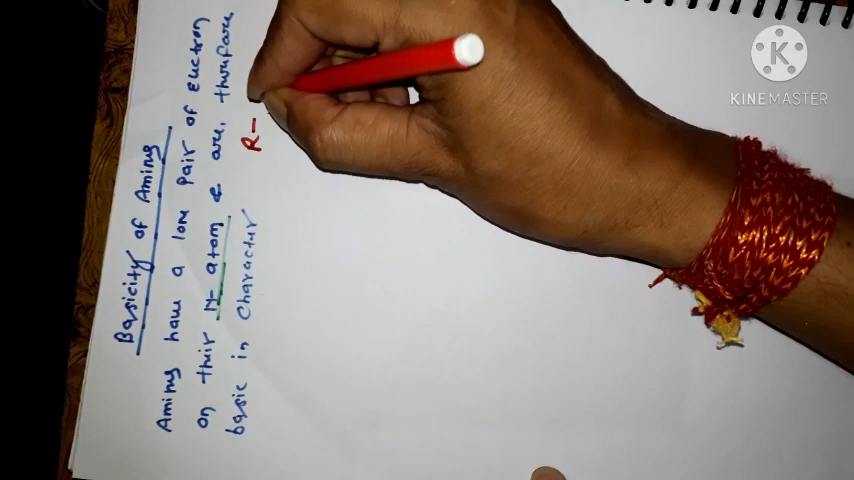 Basicity of Amines
Amines have a lone pair of electron
on their N-atom & are, therefore
basic in character
R-
K
KINEMASTER